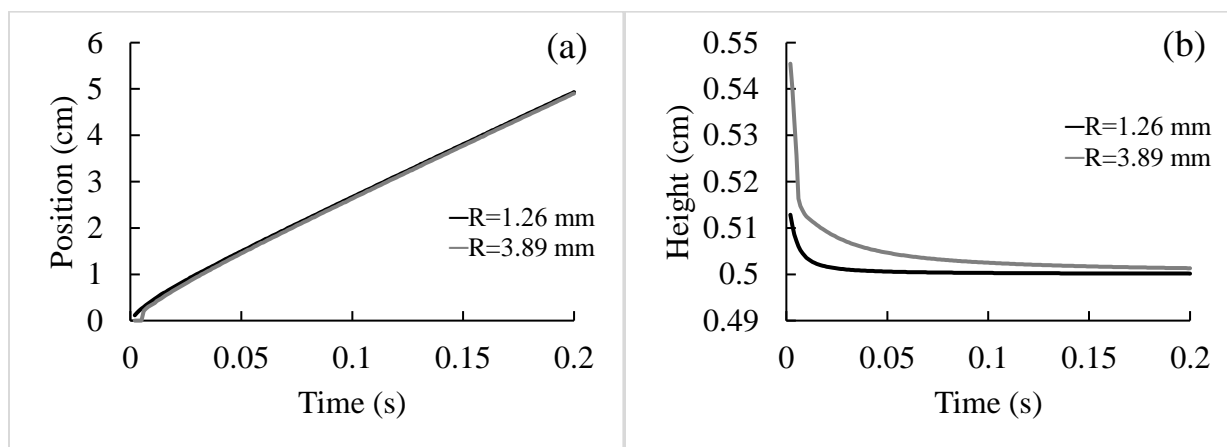 (a)
Position (cm)
6
5
4
3
2
1
0
R=1.26 mm
R=3.89 mm
0 0.05 0.1 0.15 0.2
Time (s)
(b)
Height (cm)
0.55
0.54
0.53
0.52
0.51
0.5
0.49
R=1.26 mm
R=3.89 mm
0 0.05 0.1 0.15 0.2
Time (s)